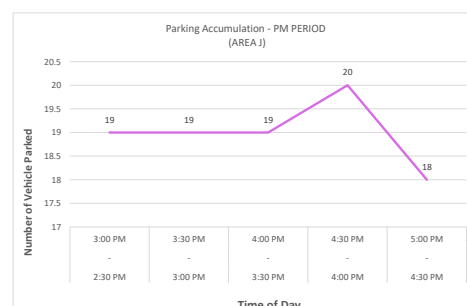 Parking Accumulation - PM PERIOD
(AREA J)
Number of Vehicle Parked
20.5
20
19.5
19
18.5
18
17.5
17
19 19 19 20 18
3:00 PM 3:30 PM 4:00 PM 4:30 PM 5:00 PM
- - - - -
2:30 PM 3:00 PM 3:30 PM 4:00 PM 4:30 PM
Time of Day